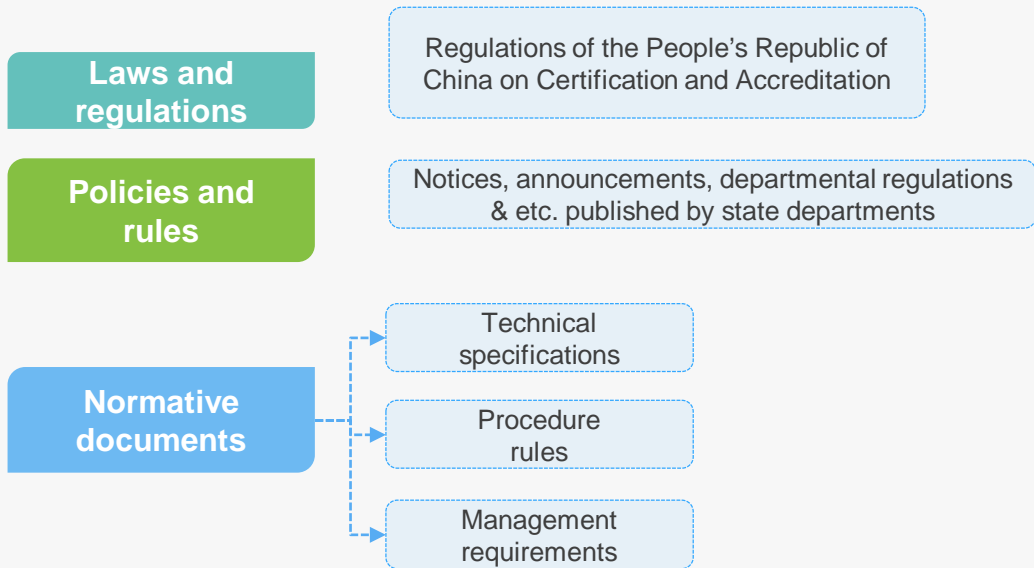 Laws and
regulations
Regulations of the People’s Republic of
China on Certification and Accreditation
Policies and
rules
Notices, announcements, departmental regulations
& etc. published by state departments
Normative
documents
Technical
specifications
Procedure
rules
Management
requirements